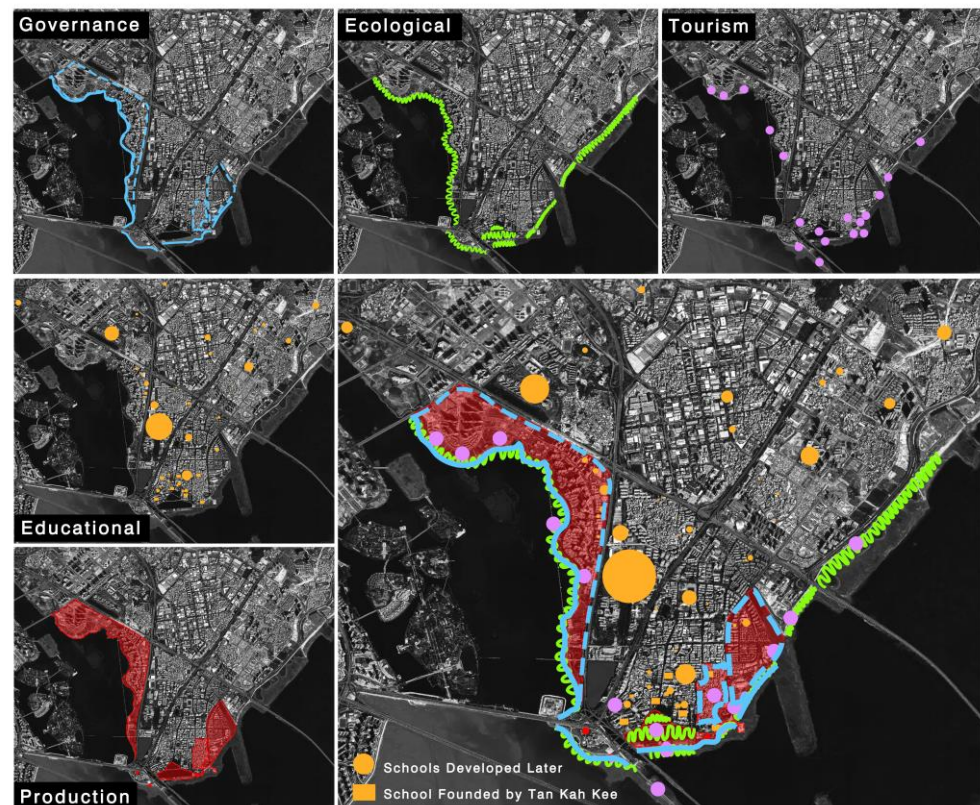 Governance
Ecological
Tourism
Educational
Production
Schools Developed Later
School Founded by Tan Kah Kee